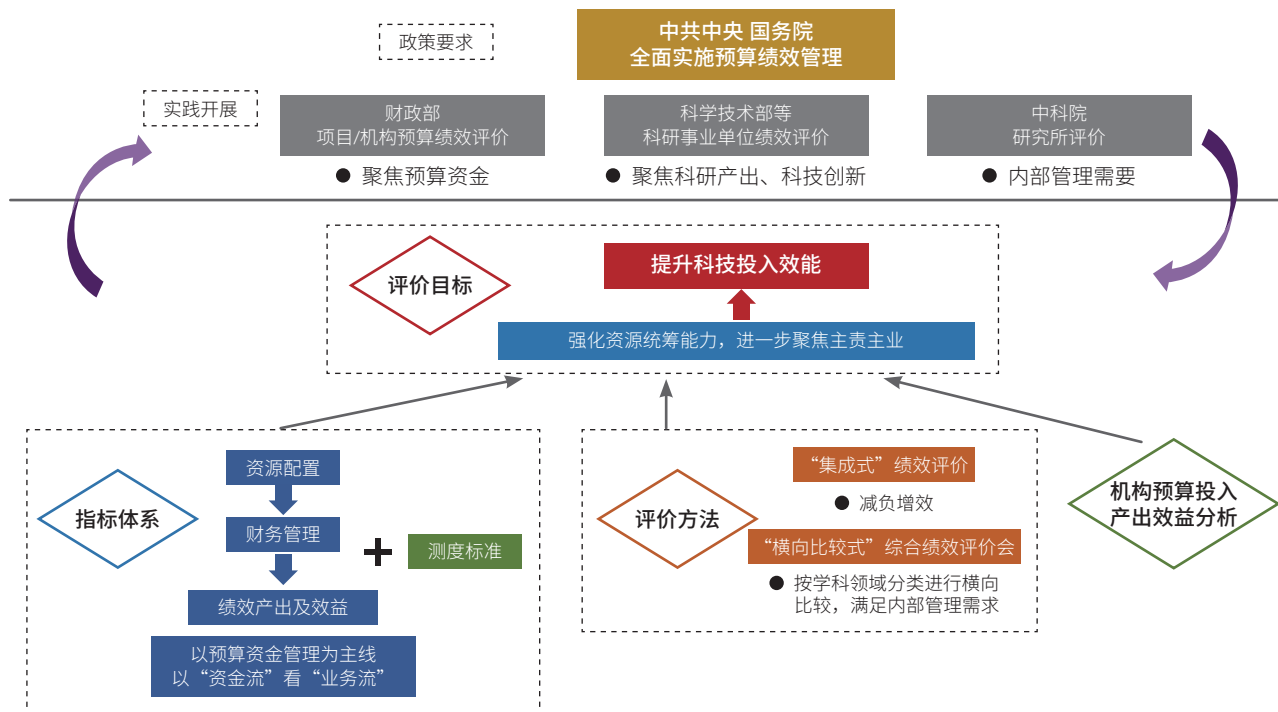 政策要求
中共中央 国务院
全面实施预算绩效管理
实践开展
财政部
项目/机构预算绩效评价
科学技术部等
科研事业单位绩效评价
中科院
研究所评价
● 聚焦预算资金
● 聚焦科研产出、科技创新
● 内部管理需要
评价目标
提升科技投入效能
强化资源统筹能力，进一步聚焦主责主业
指标体系
资源配置
财务管理
+
测度标准
绩效产出及效益
以预算资金管理为主线
以“资金流”看“业务流”
评价方法
“集成式”绩效评价
● 减负增效
“横向比较式”综合绩效评价会
● 按学科领域分类进行横向
比较，满足内部管理需求
机构预算投入
产出效益分析